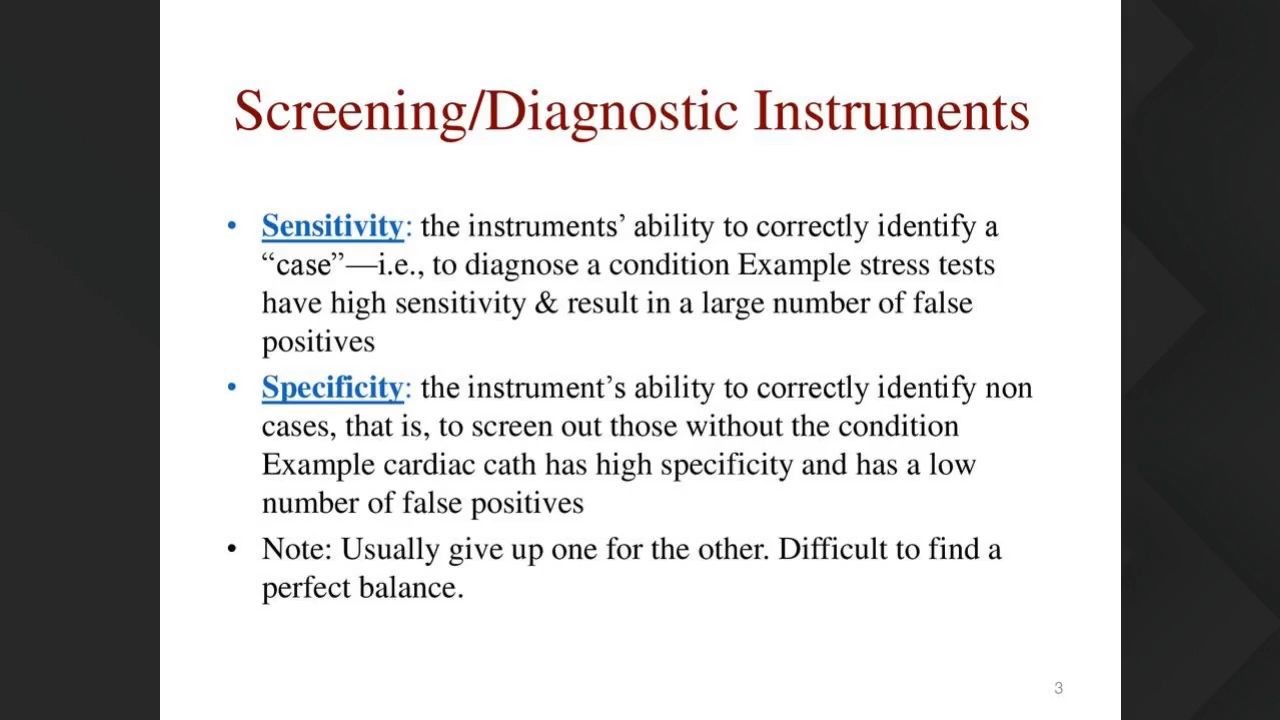 Screening/Diagnostic Instruments
• Sensitivity: the instruments’ ability to correctly identify a
“case”—i.e., to diagnose a condition Example stress tests
have high sensitivity & result in a large number of false
positives
• Specificity: the instrument’s ability to correctly identify non
cases, that is, to screen out those without the condition
Example cardiac cath has high specificity and has a low
number of false positives
• Note: Usually give up one for the other. Difficult to find a
perfect balance.
3